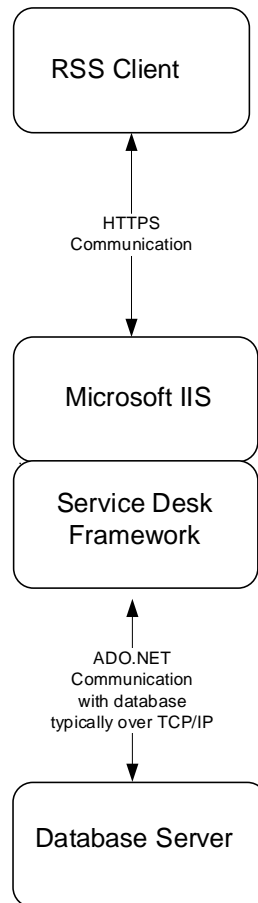 RSS Client
HTTPS
Communication
Microsoft IIS
Service Desk
Framework
ADO.NET
Communication
with database
typically over TCP/IP
Database Server